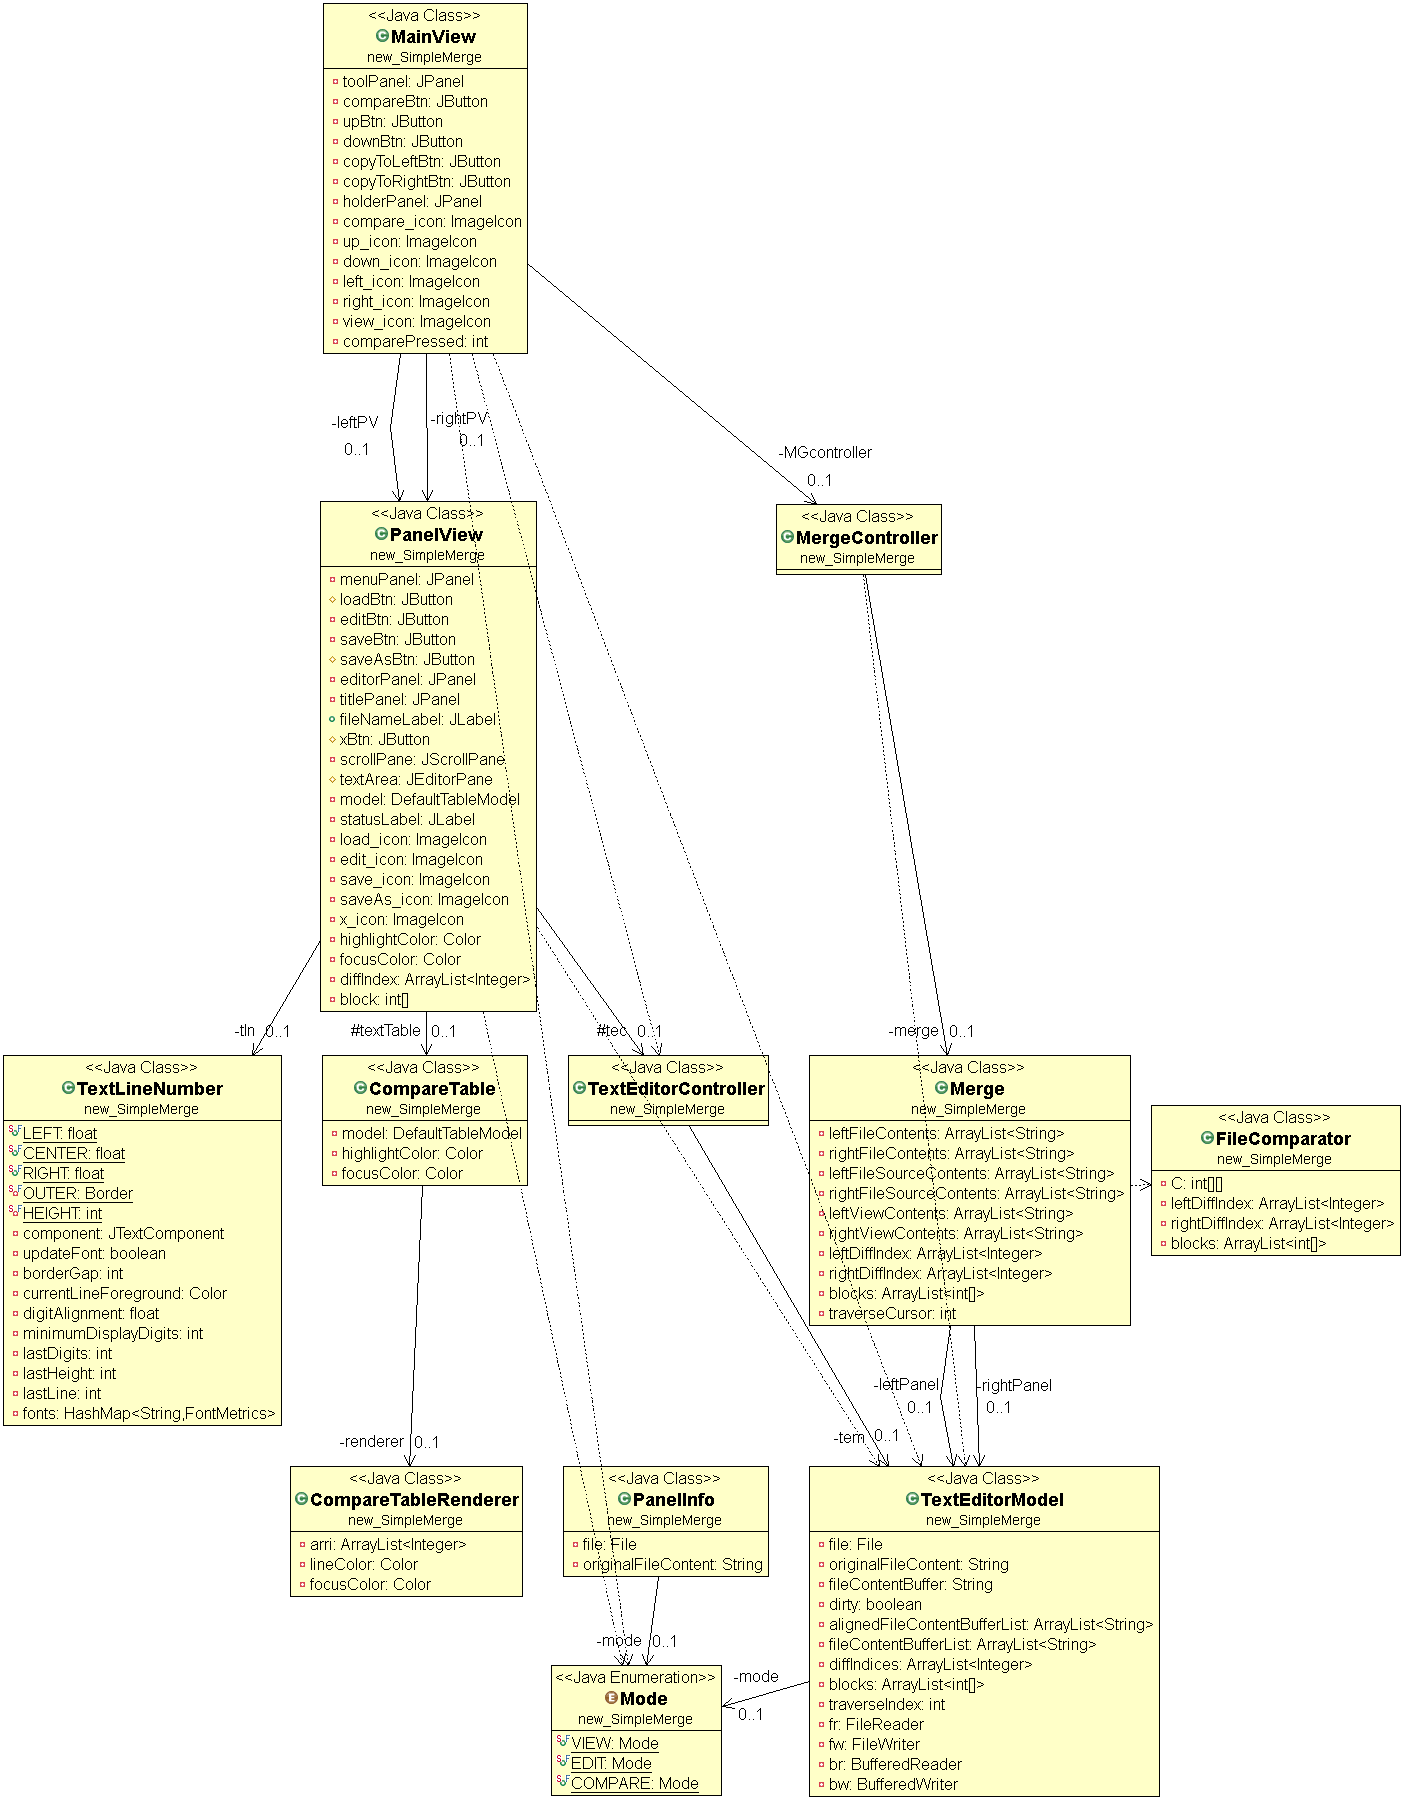 <<Java Class>>
MainView
new_SimpleMerge
toolPanel: JPanel
compareBtn: JButton
upBtn: JButton
downBtn: JButton
copyToLeftBtn: JButton
copyToRightBtn: JButton
holderPanel: JPanel
compare_icon: ImageIcon
up_icon: ImageIcon
down_icon: ImageIcon
left_icon: ImageIcon
right_icon: ImageIcon
view_icon: ImageIcon
comparePressed: int
-leftPV
0..1
-rightPV
0..1
-MGcontroller
0..1
<<Java Class>>
PanelView
new_SimpleMerge
menuPanel: JPanel
loadBtn: JButton
editBtn: JButton
saveBtn: JButton
saveAsBtn: JButton
editorPanel: JPanel
titlePanel: JPanel
fileNameLabel: JLabel
xBtn: JButton
scrollPane: JScrollPane
textArea: JEditorPane
model: DefaultTableModel
statusLabel: JLabel
load_icon: ImageIcon
edit_icon: ImageIcon
save_icon: ImageIcon
saveAs_icon: ImageIcon
x_icon: ImageIcon
highlightColor: Color
focusColor: Color
diffIndex: ArrayList<Integer>
block: int[]
<<Java Class>>
MergeController
new_SimpleMerge
-tln 0..1
#textTable 0..1
#tec 0..1
-merge 0..1
<<Java Class>>
TextLineNumber
new_SimpleMerge
LEFT: float
CENTER: float
RIGHT: float
OUTER: Border
HEIGHT: int
component: JTextComponent
updateFont: boolean
borderGap: int
currentLineForeground: Color
digitAlignment: float
minimumDisplayDigits: int
lastDigits: int
lastHeight: int
lastLine: int
fonts: HashMap<String,FontMetrics>
<<Java Class>>
CompareTable
new_SimpleMerge
model: DefaultTableModel
highlightColor: Color
focusColor: Color
<<Java Class>>
TextEditorController
new_SimpleMerge
<<Java Class>>
Merge
new_SimpleMerge
leftFileContents: ArrayList<String>
rightFileContents: ArrayList<String>
leftFileSourceContents: ArrayList<String>
rightFileSourceContents: ArrayList<String>
leftViewContents: ArrayList<String>
rightViewContents: ArrayList<String>
leftDiffIndex: ArrayList<Integer>
rightDiffIndex: ArrayList<Integer>
blocks: ArrayList<int[]>
traverseCursor: int
<<Java Class>>
FileComparator
new_SimpleMerge
C: int[][]
leftDiffIndex: ArrayList<Integer>
rightDiffIndex: ArrayList<Integer>
blocks: ArrayList<int[]>
-leftPanel
0..1
-rightPanel
0..1
-renderer 0..1
-tem 0..1
<<Java Class>>
CompareTableRenderer
new_SimpleMerge
arri: ArrayList<Integer>
lineColor: Color
focusColor: Color
<<Java Class>>
PanelInfo
new_SimpleMerge
file: File
originalFileContent: String
<<Java Class>>
TextEditorModel
new_SimpleMerge
file: File
originalFileContent: String
fileContentBuffer: String
dirty: boolean
alignedFileContentBufferList: ArrayList<String>
fileContentBufferList: ArrayList<String>
diffIndices: ArrayList<Integer>
blocks: ArrayList<int[]>
traverseIndex: int
fr: FileReader
fw: FileWriter
br: BufferedReader
bw: BufferedWriter
-mode 0..1
-mode
0..1
<<Java Enumeration>>
Mode
new_SimpleMerge
VIEW: Mode
EDIT: Mode
COMPARE: Mode